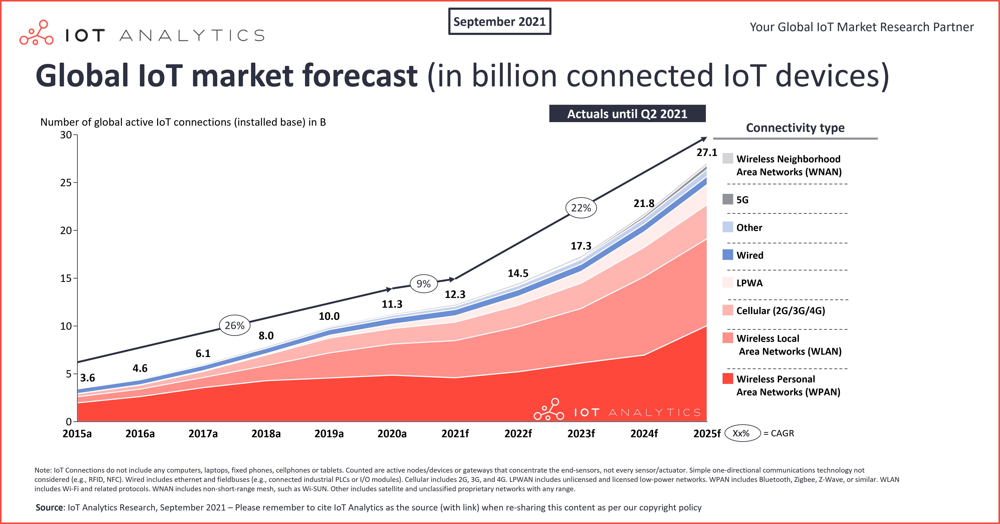 September 2021
IOT ANALYTICS
Your Global IoT Market Research Partner
Global IoT market forecast (in billion connected IoT devices)
Actuals until Q2 2021
Number of global active IoT connections (installed base) in B
Connectivity type
30
25
20
15
10
5
0
3.6
4.6
6.1
8.0
10.0
11.3
12.3
14.5
17.3
21.8
27.1
26%
9%
22%
Wireless Neighborhood
Area Networks (WNAN)
5G
Other
Wired
LPWA
Cellular (2G/3G/4G)
Wireless Local
Area Networks (WLAN)
Wireless Personal
Area Networks (WPAN)
IOT ANALYTICS
2015a 2016a 2017a 2018a 2019a 2020a 2021f 2022f 2023f 2024f 2025f
Xx% = CAGR
Note: IoT Connections do not include any computers, laptops, fixed phones, cellphones or tablets. Counted are active nodes/devices or gateways that concentrate the end-sensors, not every sensor/actuator. Simple one-directional communications technology not
considered (e.g., RFID, NFC). Wired includes ethernet and fieldbuses (e.g., connected industrial PLCs or I/O modules). Cellular includes 2G, 3G, and 4G. LPWAN includes unlicensed and licensed low-power networks. WPAN includes Bluetooth, Zigbee, Z-Wave, or similar. WLAN
includes Wi-Fi and related protocols. WNAN includes non-short-range mesh, such as Wi-SUN. Other includes satellite and unclassified proprietary networks with any range.
Source: IoT Analytics Research, September 2021 – Please remember to cite IoT Analytics as the source (with link) when re-sharing this content as per our copyright policy